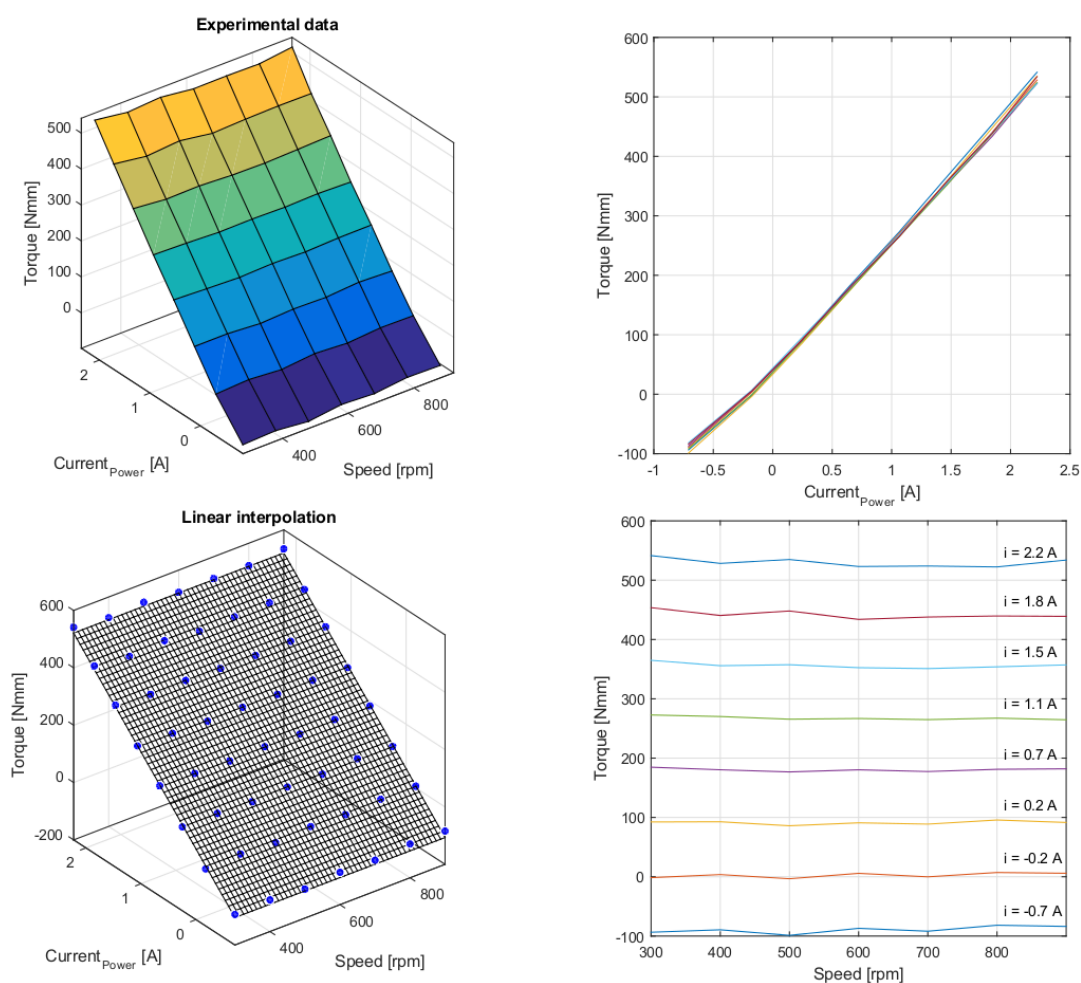 Experimental data
500
400
300
200
100
0
Torque [Nmm]
2
1
0
Current_Power [A]
400
600
800
Speed [rpm]
600
500
400
300
200
100
0
-100
Torque [Nmm]
-1 -0.5 0 0.5 1 1.5 2 2.5
Current_Power [A]
Linear interpolation
600
400
200
0
-200
Torque [Nmm]
2
1
0
Current_Power [A]
400
600
800
Speed [rpm]
600
500
400
300
200
100
0
-100
Torque [Nmm]
i = 2.2 A
i = 1.8 A
i = 1.5 A
i = 1.1 A
i = 0.7 A
i = 0.2 A
i = -0.2 A
i = -0.7 A
300 400 500 600 700 800
Speed [rpm]